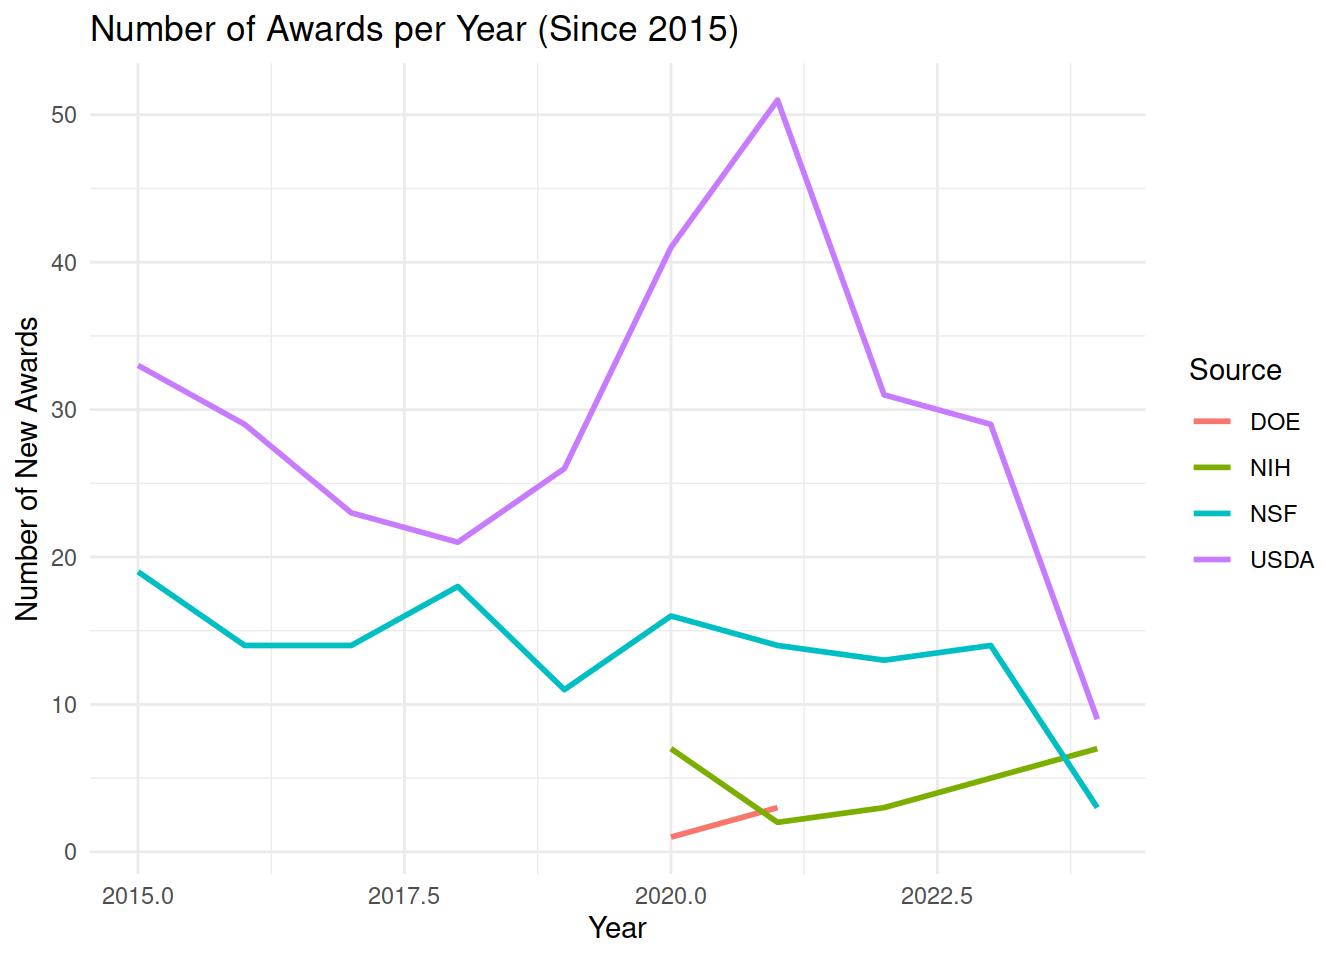 Number of Awards per Year (Since 2015)
Number of New Awards
50
40
30
20
10
0
2015.0 2017.5 2020.0 2022.5
Year
Source
DOE
NIH
NSF
USDA